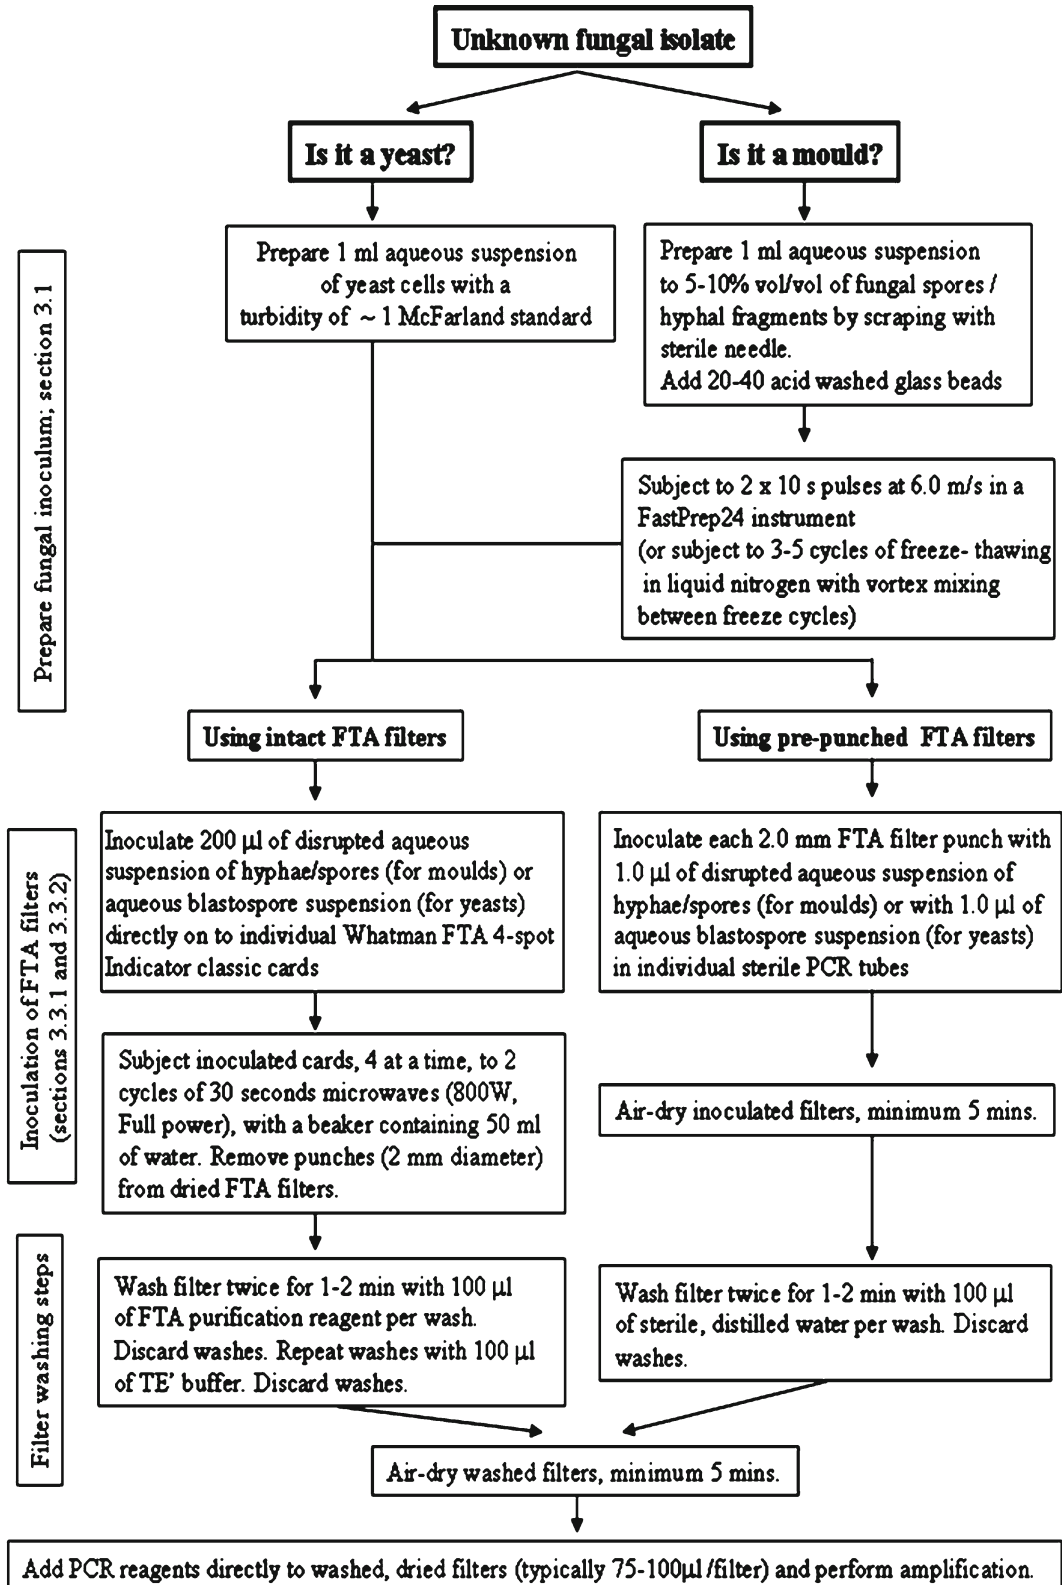 Unknown fungal isolate
Is it a yeast?
Is it a mould?
Prepare fungal inoculum; section 3.1
Prepare 1 ml aqueous suspension
of yeast cells with a
turbidity of ~ 1 McFarland standard
Prepare 1 ml aqueous suspension
to 5-10% vol/vol of fungal spores /
hyphal fragments by scraping with
sterile needle.
Add 20-40 acid washed glass beads
Subject to 2 x 10 s pulses at 6.0 m/s in a
FastPrep24 instrument
(or subject to 3-5 cycles of freeze- thawing
in liquid nitrogen with vortex mixing
between freeze cycles)
Using intact FTA filters
Using pre-punched FTA filters
Inoculation of FTA filters
(sections 3.3.1 and 3.3.2)
Inoculate 200 µl of disrupted aqueous
suspension of hyphae/spores (for moulds) or
aqueous blastospore suspension (for yeasts)
directly on to individual Whatman FTA 4-spot
Indicator classic cards
Inoculate each 2.0 mm FTA filter punch with
1.0 µl of disrupted aqueous suspension of
hyphae/spores (for moulds) or with 1.0 µl of
aqueous blastospore suspension (for yeasts)
in individual sterile PCR tubes
Subject inoculated cards, 4 at a time, to 2
cycles of 30 seconds microwaves (800W,
Full power), with a beaker containing 50 ml
of water. Remove punches (2 mm diameter)
from dried FTA filters.
Air-dry inoculated filters, minimum 5 mins.
Filter washing steps
Wash filter twice for 1-2 min with 100 µl
of FTA purification reagent per wash.
Discard washes. Repeat washes with 100 µl
of TE' buffer. Discard washes.
Wash filter twice for 1-2 min with 100 µl
of sterile, distilled water per wash. Discard
washes.
Air-dry washed filters, minimum 5 mins.
Add PCR reagents directly to washed, dried filters (typically 75-100µl/filter) and perform amplification.